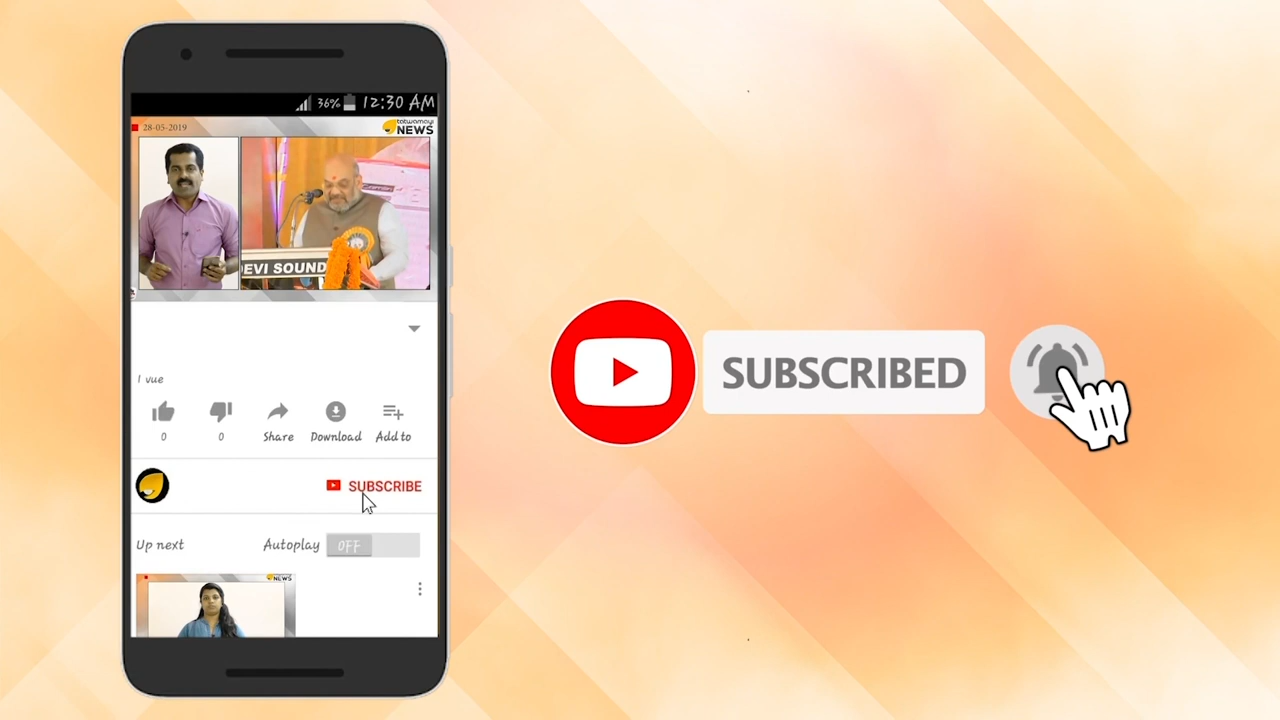 36% 12:30 AM
28-05-2019
tatwamayi
NEWS
DEVI SOUND
1 vue
0
0
Share
Download
Add to
SUBSCRIBE
Up next
Autoplay
OFF
NEWS
SUBSCRIBED